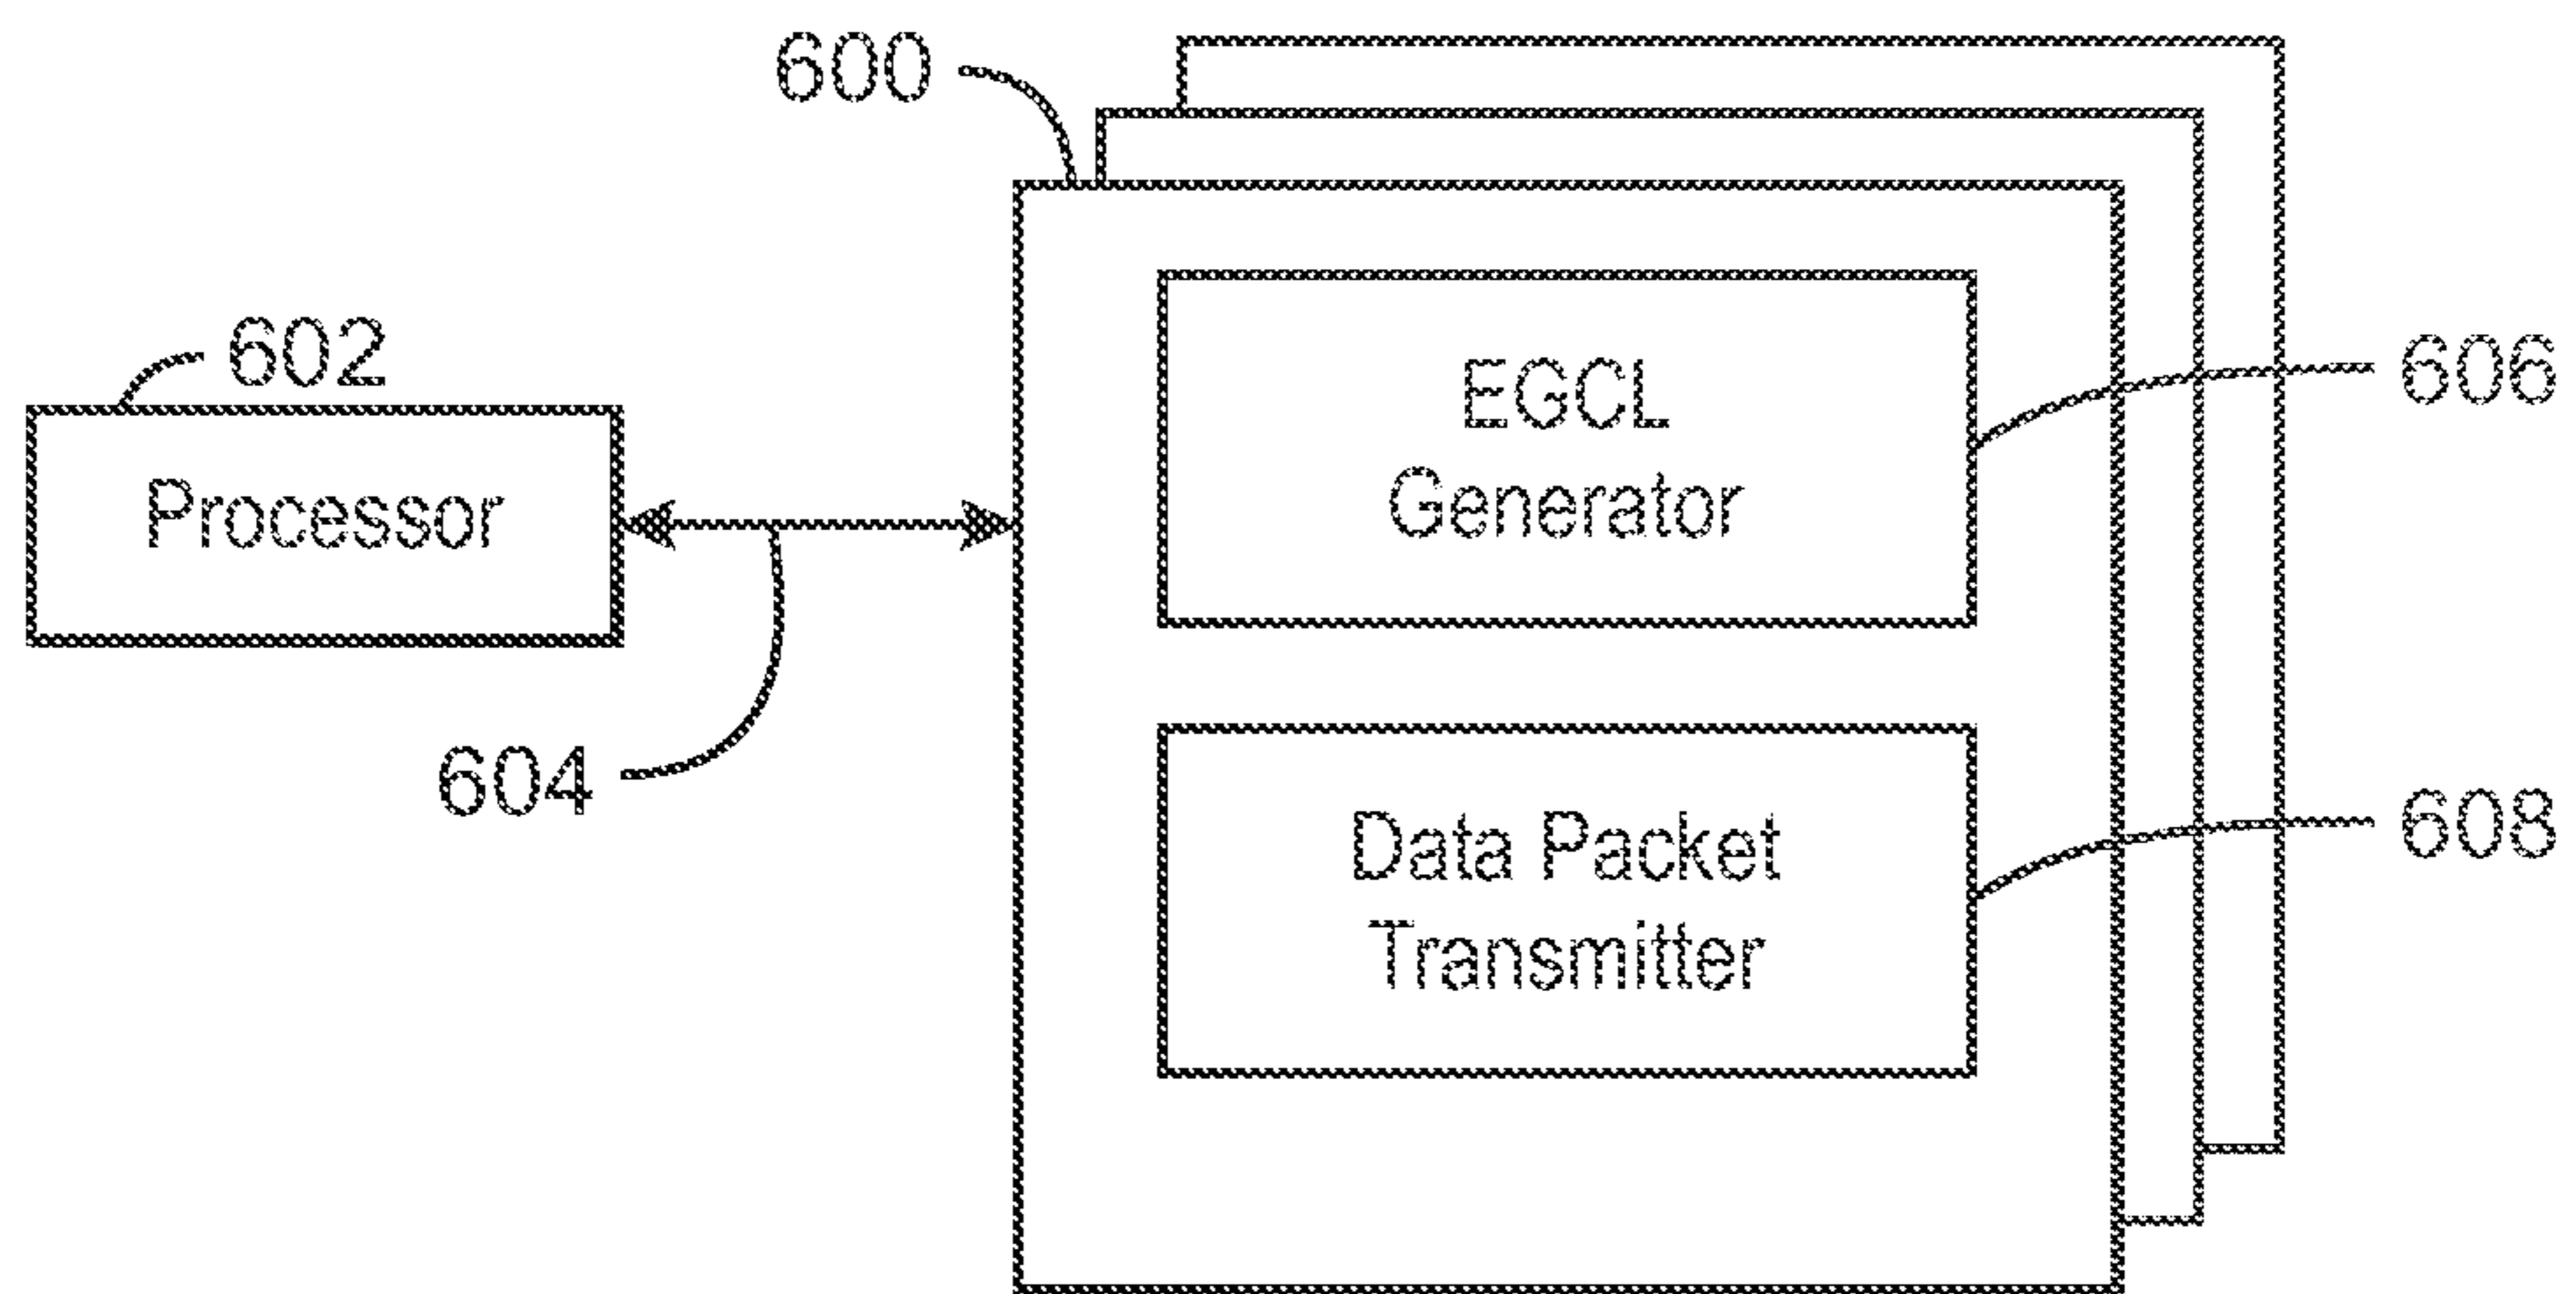 600
602
Processor
604
EGCL
Generator
606
Data Packet
Transmitter
608